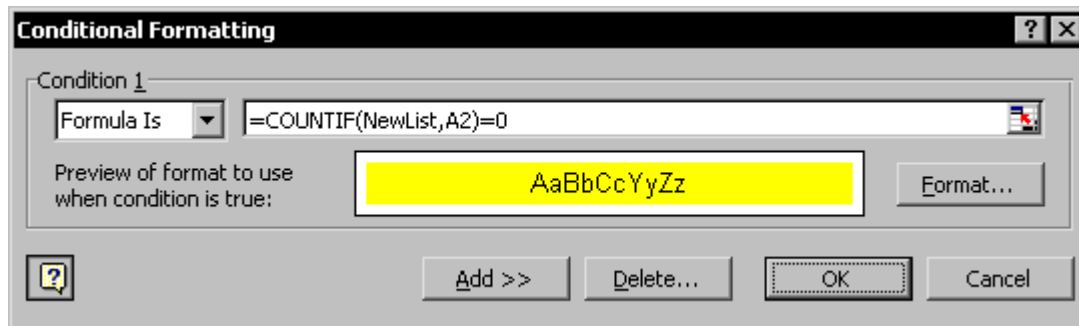 Conditional Formatting
Condition 1
Formula Is =COUNTIF(NewList,A2)=0
Preview of format to use
when condition is true:
AaBbCcYyZz
Format...
Add >> Delete... OK Cancel